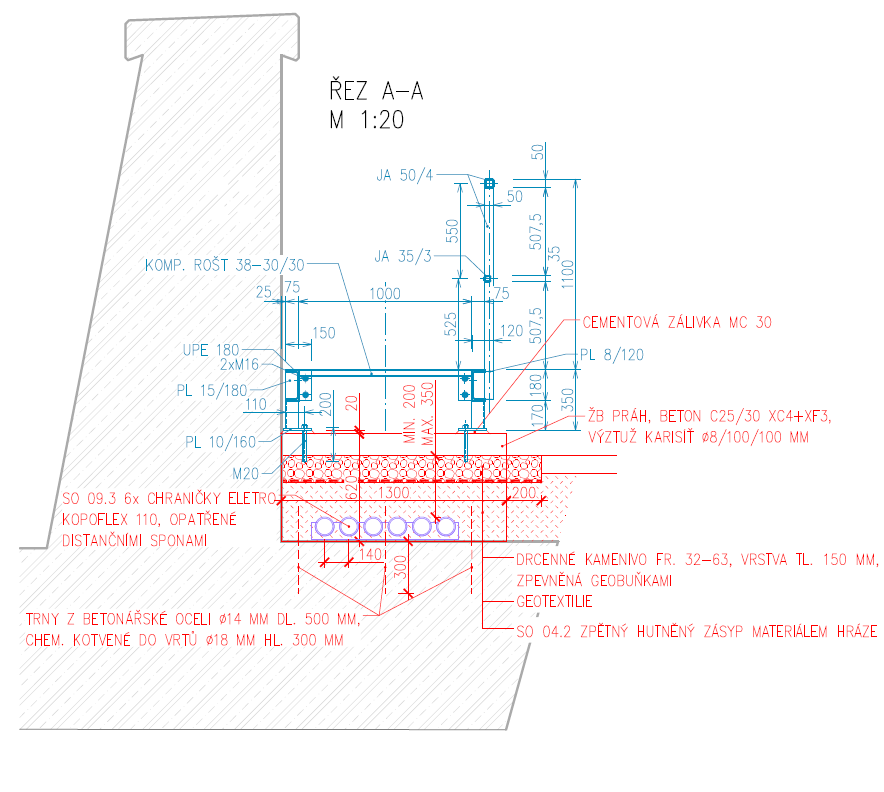 ŘEZ A–A
M 1:20
JA 50/4
50
50
550
507,5
35
1100
JA 35/3
KOMP. ROŠT 38–30/30
25
75
1000
75
525
507,5
150
120
CEMENTOVÁ ZÁLIVKA MC 30
UPE 180
2xM16
PL 8/120
PL 15/180
110
200
20
MIN. 200
MAX. 350
180
170
350
ŽB PRÁH, BETON C25/30 XC4+XF3,
VÝZTUŽ KARISÍŤ ø8/100/100 MM
PL 10/160
M20
620
1300
200
SO 09.3 6x CHRANIČKY ELETRO
KOPOFLEX 110, OPATŘENÉ
DISTANČNÍMI SPONAMI
140
300
DRCENNÉ KAMENIVO FR. 32–63, VRSTVA TL. 150 MM,
ZPEVNĚNÁ GEOBUŇKAMI
GEOTEXTILIE
TRNY Z BETONÁŘSKÉ OCELI ø14 MM DL. 500 MM,
CHEM. KOTVENÉ DO VRTŮ ø18 MM HL. 300 MM
SO 04.2 ZPĚTNÝ HUTNĚNÝ ZÁSYP MATERIÁLEM HRÁZE